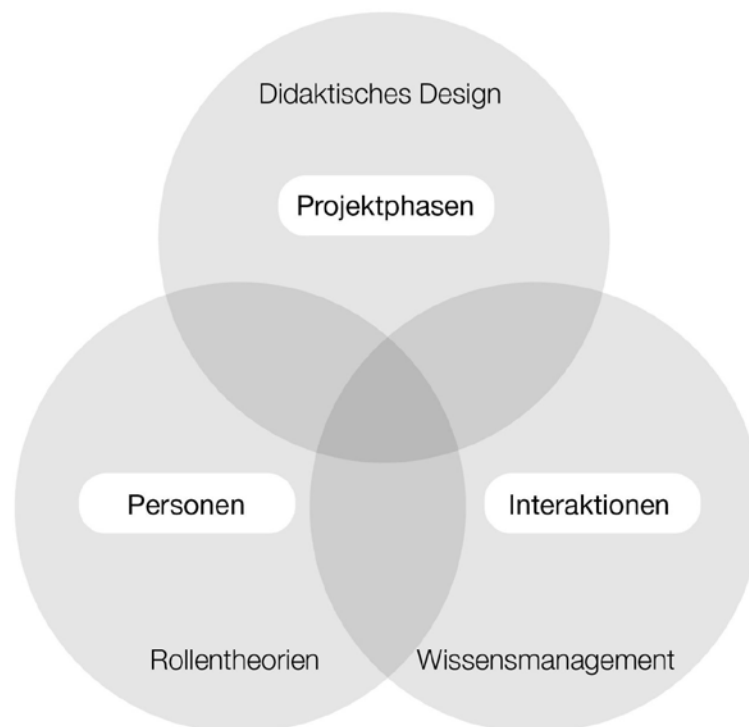 Didaktisches Design
Projektphasen
Personen
Interaktionen
Rollentheorien
Wissensmanagement